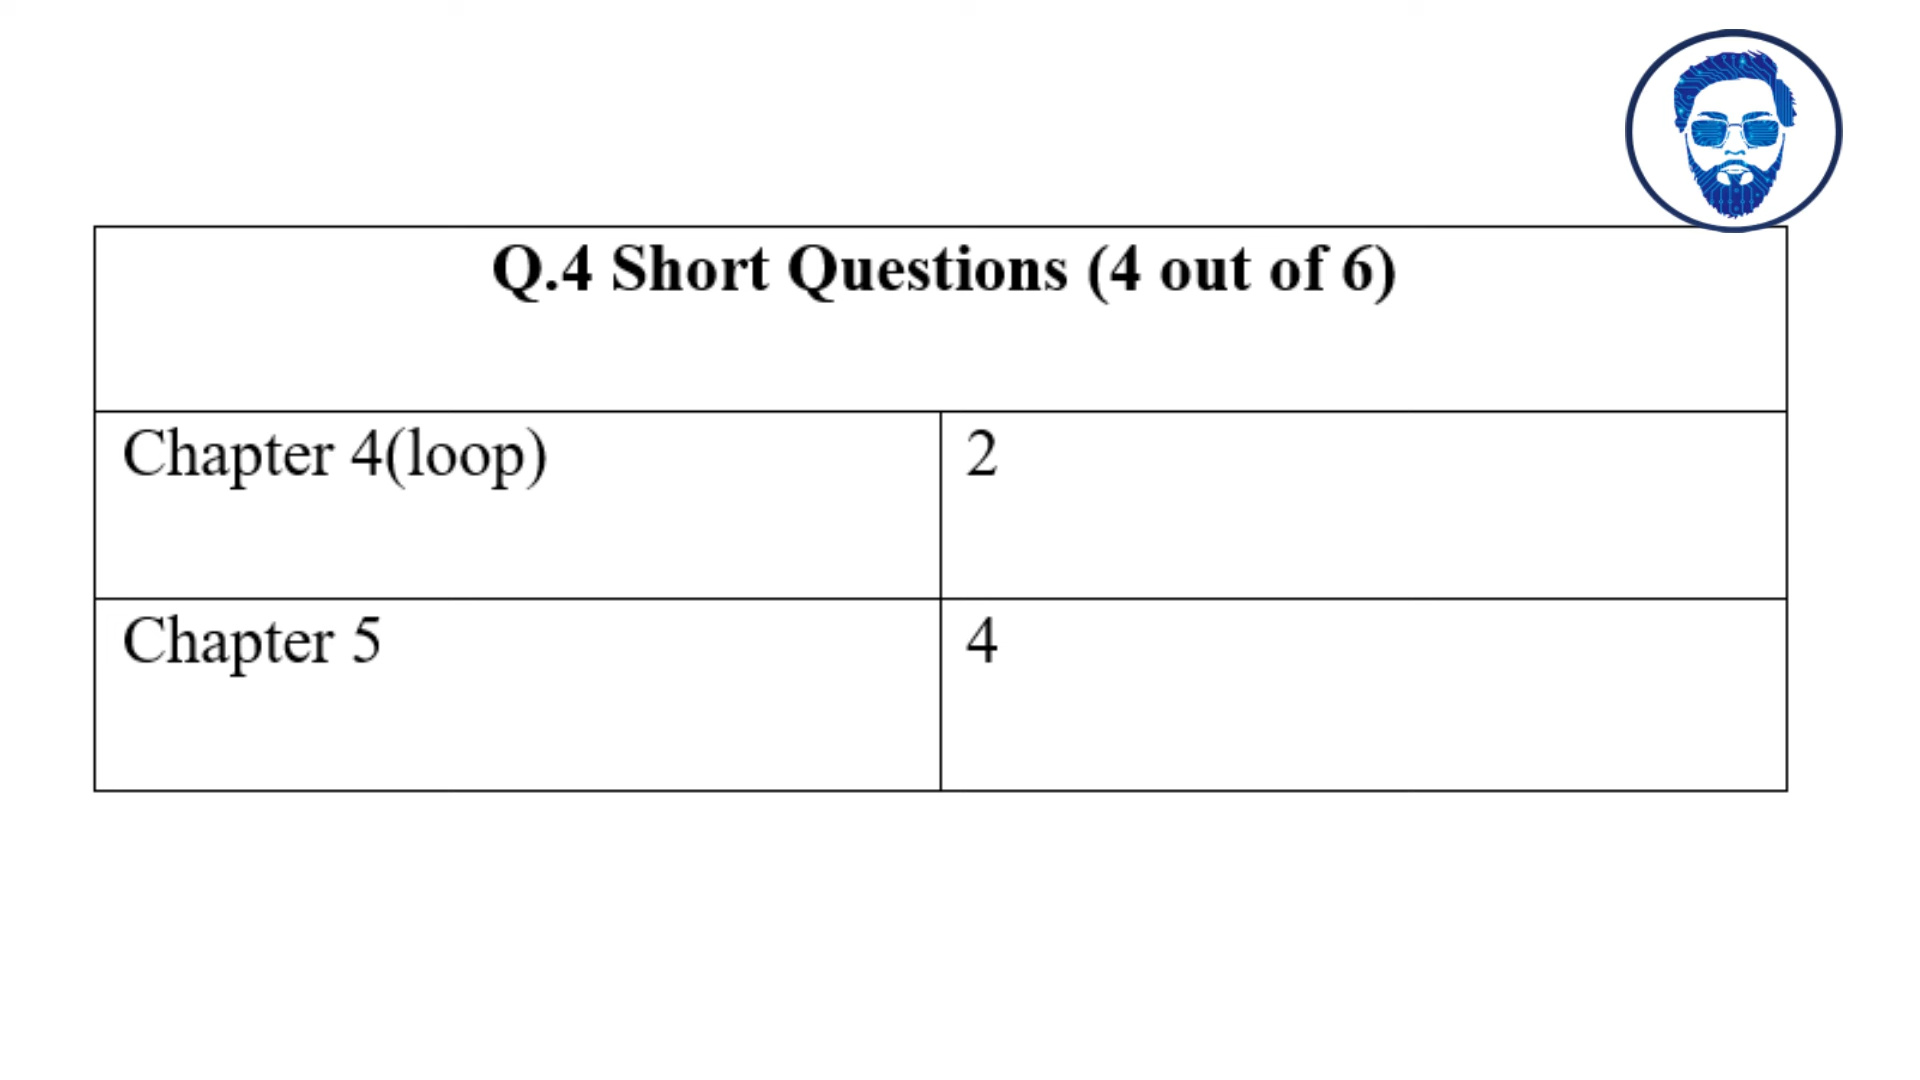 Q.4 Short Questions (4 out of 6)
Chapter 4(loop) 2
Chapter 5 4